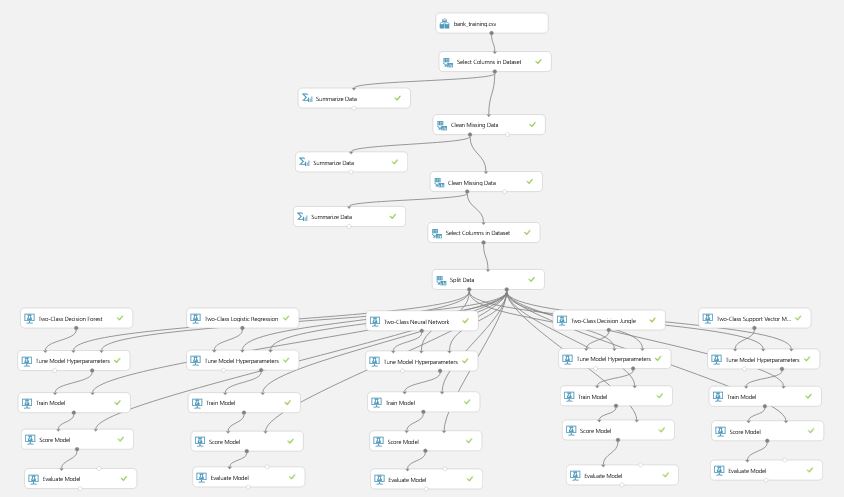 bank_training.csv
Select Columns in Dataset
Summarize Data
Clean Missing Data
Summarize Data
Clean Missing Data
Summarize Data
Select Columns in Dataset
Split Data
Two-Class Decision Forest
Two-Class Logistic Regression
Two-Class Neural Network
Two-Class Decision Jungle
Two-Class Support Vector M...
Tune Model Hyperparameters
Tune Model Hyperparameters
Tune Model Hyperparameters
Tune Model Hyperparameters
Tune Model Hyperparameters
Train Model
Train Model
Train Model
Train Model
Train Model
Score Model
Score Model
Score Model
Score Model
Score Model
Evaluate Model
Evaluate Model
Evaluate Model
Evaluate Model
Evaluate Model